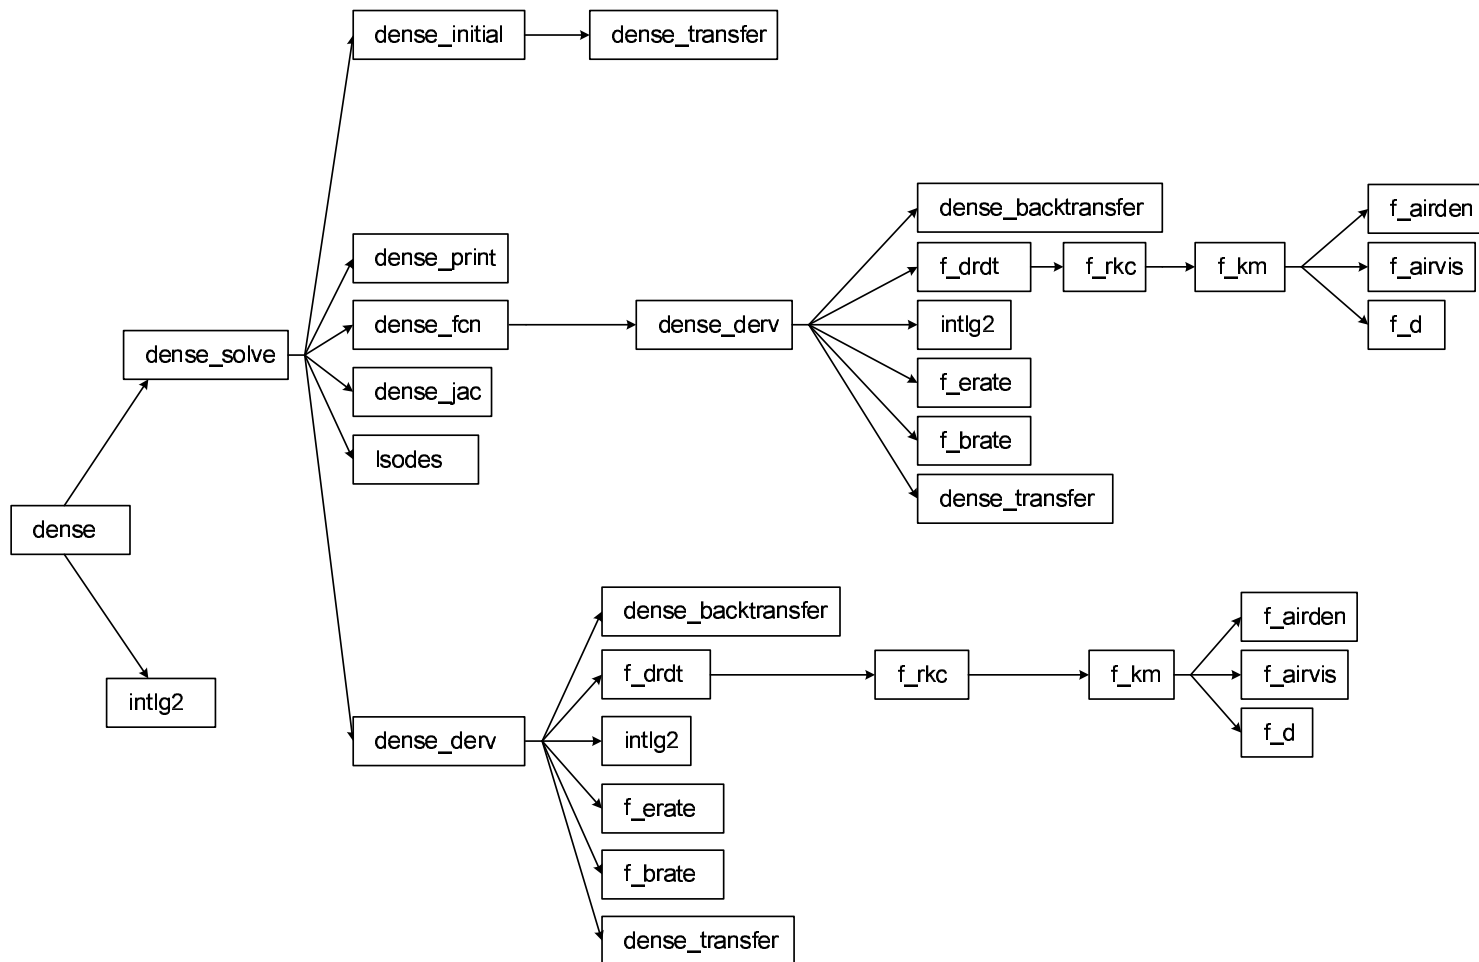 dense_initial
dense_transfer
dense_backtransfer
f_airden
dense_print
f_drdt
f_rkc
f_km
f_airvis
dense_fcn
dense_derv
intlg2
f_d
dense_solve
dense_jac
f_erate
f_brate
lsodes
dense_transfer
dense
dense_backtransfer
f_airden
f_drdt
f_rkc
f_km
f_airvis
intlg2
dense_derv
intlg2
f_d
f_erate
f_brate
dense_transfer